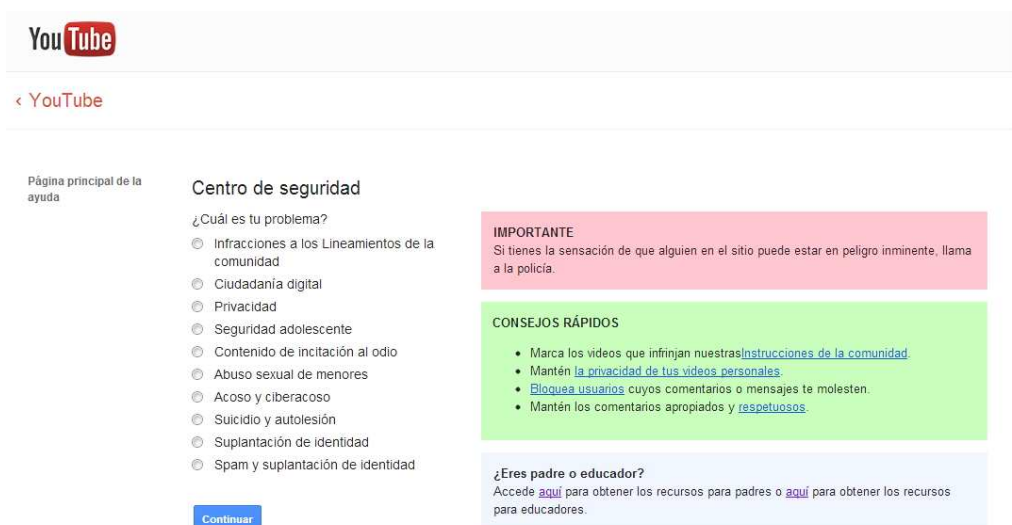 YouTube
‹ YouTube
Página principal de la
ayuda
Centro de seguridad
¿Cuál es tu problema?
Infracciones a los Lineamientos de la
comunidad
Ciudadanía digital
Privacidad
Seguridad adolescente
Contenido de incitación al odio
Abuso sexual de menores
Acoso y ciberacoso
Suicidio y autolesión
Suplantación de identidad
Spam y suplantación de identidad
Continuar
IMPORTANTE
Si tienes la sensación de que alguien en el sitio puede estar en peligro inminente, llama
a la policía.
CONSEJOS RÁPIDOS
• Marca los videos que infrinjan nuestrasInstrucciones de la comunidad.
• Mantén la privacidad de tus videos personales.
• Bloquea usuarios cuyos comentarios o mensajes te molesten.
• Mantén los comentarios apropiados y respetuosos.
¿Eres padre o educador?
Accede aquí para obtener los recursos para padres o aquí para obtener los recursos
para educadores.